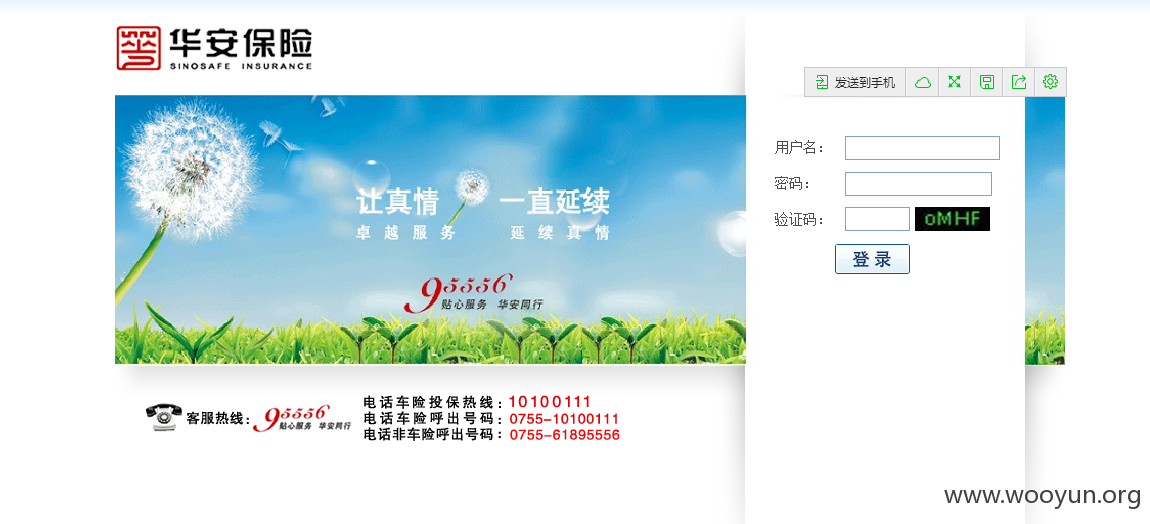 华安保险
SINOSAFE INSURANCE
发送到手机
用户名：
密码：
验证码： oMHF
登录
让真情 一直延续
卓越服务 延续真情
95556
贴心服务 华安同行
客服热线：95556
贴心服务 华安同行
电话车险投保热线：10100111
电话车险呼出号码：0755-10100111
电话非车险呼出号码：0755-61895556
www.wooyun.org